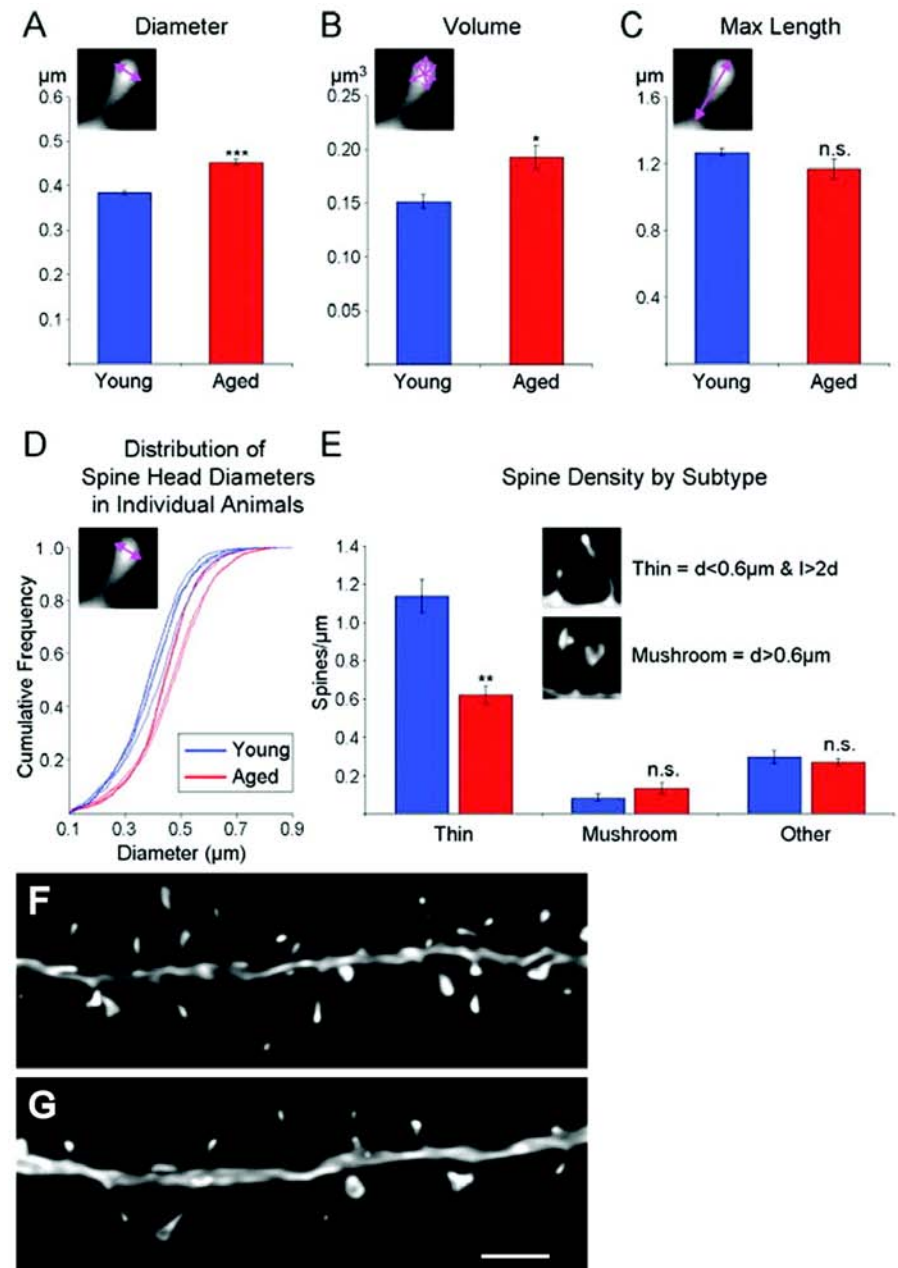 A Diameter
µm
0.6
0.5
0.4
0.3
0.2
0.1
***
Young Aged
B Volume
µm³
0.25
0.20
0.15
0.10
0.05
*
Young Aged
C Max Length
µm
1.6
1.2
0.8
0.4
n.s.
Young Aged
D Distribution of
Spine Head Diameters
in Individual Animals
Cumulative Frequency
1.0
0.8
0.6
0.4
0.2
Young
Aged
0.1 0.3 0.5 0.7 0.9
Diameter (µm)
E Spine Density by Subtype
Spines/µm
1.4
1.2
1.0
0.8
0.6
0.4
0.2
Thin = d<0.6µm & l>2d
Mushroom = d>0.6µm
**
n.s.
n.s.
Thin Mushroom Other
F
G